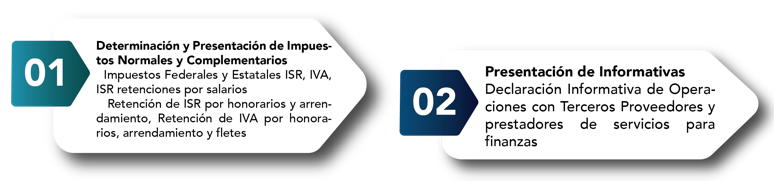 01
Determinación y Presentación de Impues-
tos Normales y Complementarios
Impuestos Federales y Estatales ISR, IVA,
ISR retenciones por salarios
Retención de ISR por honorarios y arren-
damiento, Retención de IVA por honora-
rios, arrendamiento y fletes
02
Presentación de Informativas
Declaración Informativa de Opera-
ciones con Terceros Proveedores y
prestadores de servicios para
finanzas